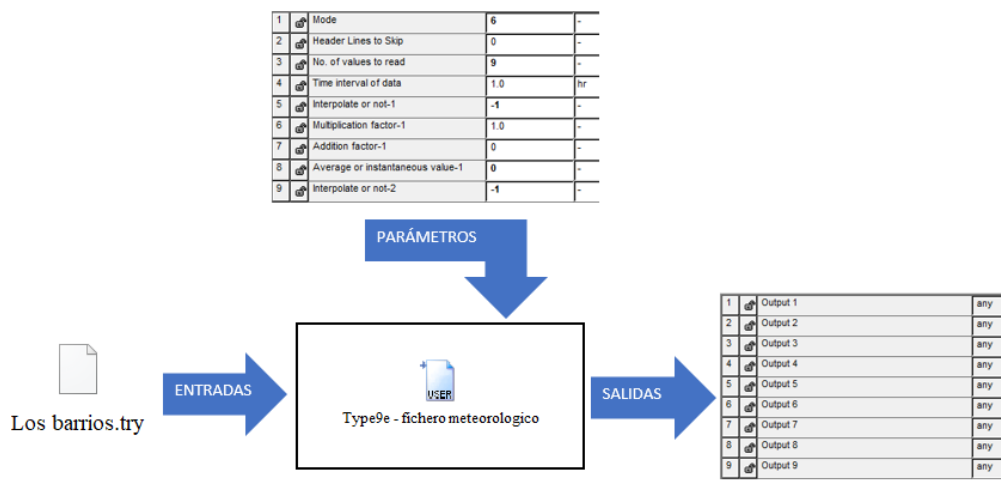 1 Mode 6 -
2 Header Lines to Skip 0 -
3 No. of values to read 9 -
4 Time interval of data 1.0 hr
5 Interpolate or not-1 -1 -
6 Multiplication factor-1 1.0 -
7 Addition factor-1 0 -
8 Average or instantaneous value-1 0 -
9 Interpolate or not-2 -1 -
PARÁMETROS
Los barrios.try
ENTRADAS
USER
Type9e - fichero meteorologico
SALIDAS
1 Output 1 any
2 Output 2 any
3 Output 3 any
4 Output 4 any
5 Output 5 any
6 Output 6 any
7 Output 7 any
8 Output 8 any
9 Output 9 any